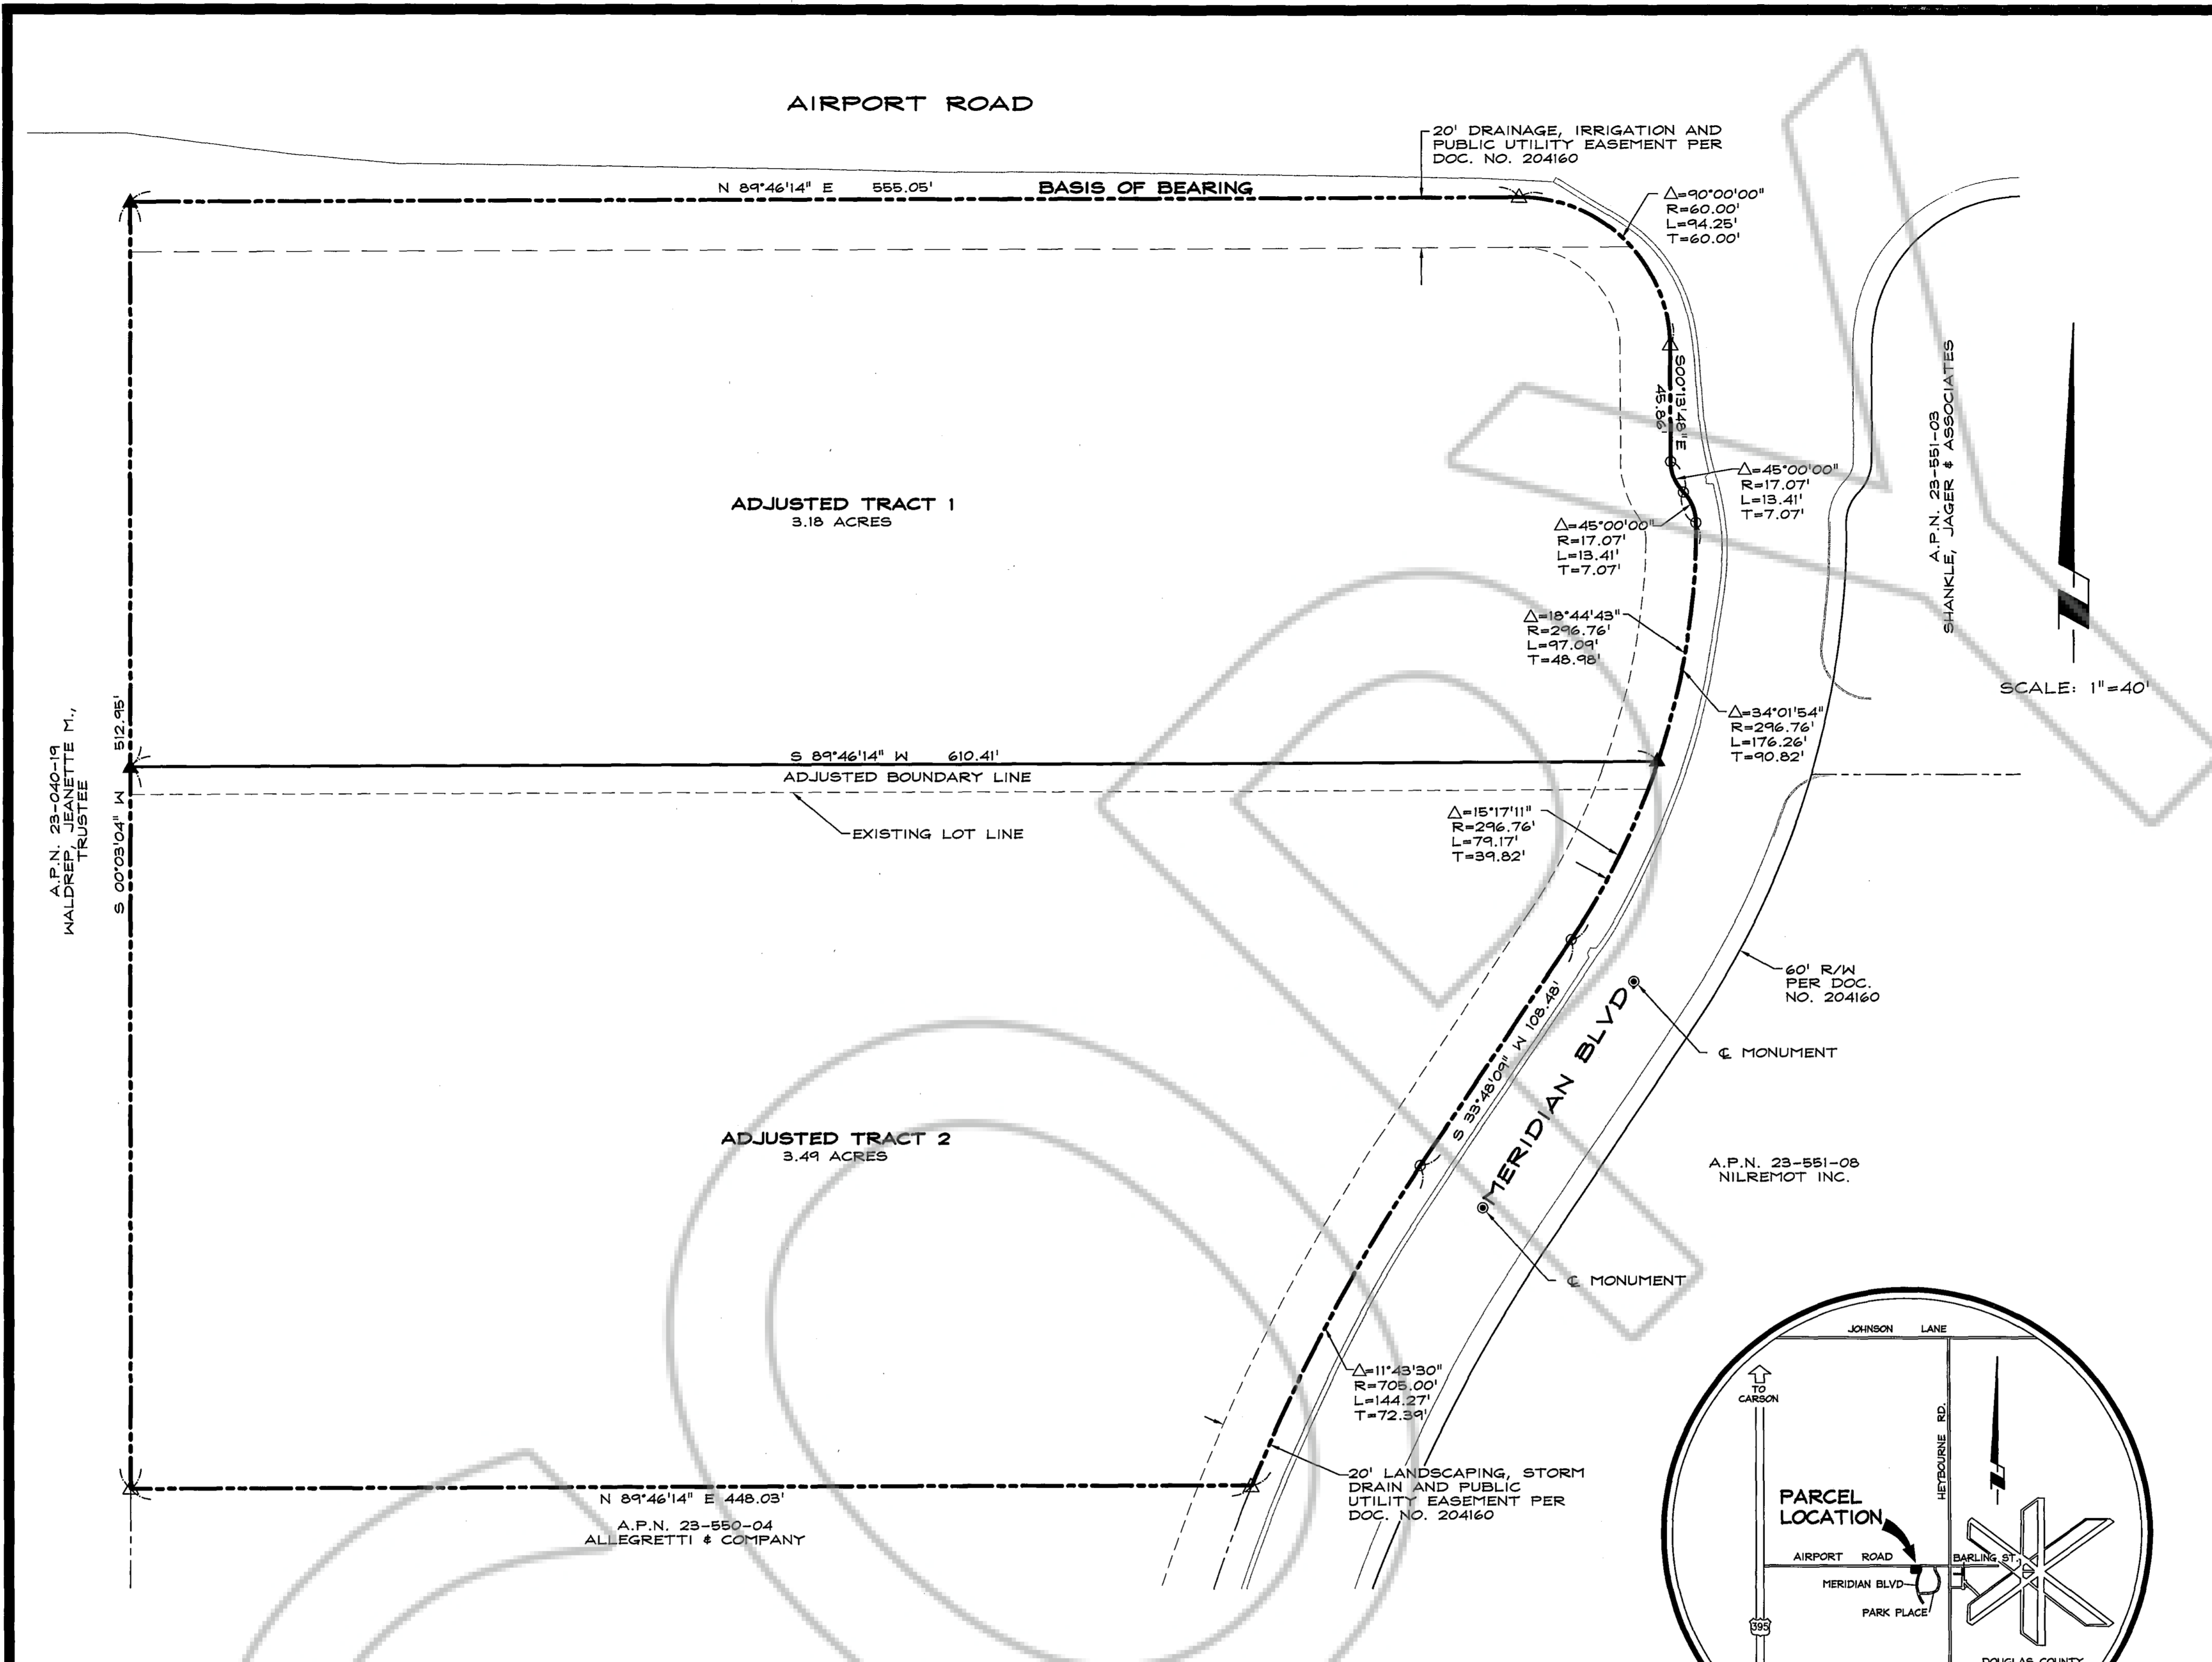 AIRPORT ROAD
20' DRAINAGE, IRRIGATION AND
PUBLIC UTILITY EASEMENT PER
DOC. NO. 204160
N 89°46'14" E 555.05' BASIS OF BEARING
△=90°00'00"
R=60.00'
L=94.25'
T=60.00'
S00°13'48"E
45.86'
△=45°00'00"
R=17.07'
L=13.41'
T=7.07'
△=45°00'00"
R=17.07'
L=13.41'
T=7.07'
A.P.N. 23-551-03
SHANKLE, JAGER & ASSOCIATES
SCALE: 1"=40'
ADJUSTED TRACT 1
3.18 ACRES
△=18°44'43"
R=296.76'
L=97.09'
T=48.98'
△=34°01'54"
R=296.76'
L=176.26'
T=90.82'
A.P.N. 23-040-19
WALDREP, JEANETTE M.,
TRUSTEE
S 00°03'04" W 512.95'
S 89°46'14" W 610.41'
ADJUSTED BOUNDARY LINE
EXISTING LOT LINE
△=15°17'11"
R=296.76'
L=79.17'
T=39.82'
60' R/W
PER DOC.
NO. 204160
℄ MONUMENT
S 33°48'09" W 108.48'
MERIDIAN BLVD
ADJUSTED TRACT 2
3.49 ACRES
A.P.N. 23-551-08
NILREMOT INC.
℄ MONUMENT
△=11°43'30"
R=705.00'
L=144.27'
T=72.39'
20' LANDSCAPING, STORM
DRAIN AND PUBLIC
UTILITY EASEMENT PER
DOC. NO. 204160
N 89°46'14" E 448.03'
A.P.N. 23-550-04
ALLEGRETTI & COMPANY
JOHNSON LANE
TO
CARSON
HEYBOURNE RD.
PARCEL
LOCATION
AIRPORT ROAD
BARLING ST.
MERIDIAN BLVD
PARK PLACE
395
DOUGLAS COUNTY
COPY